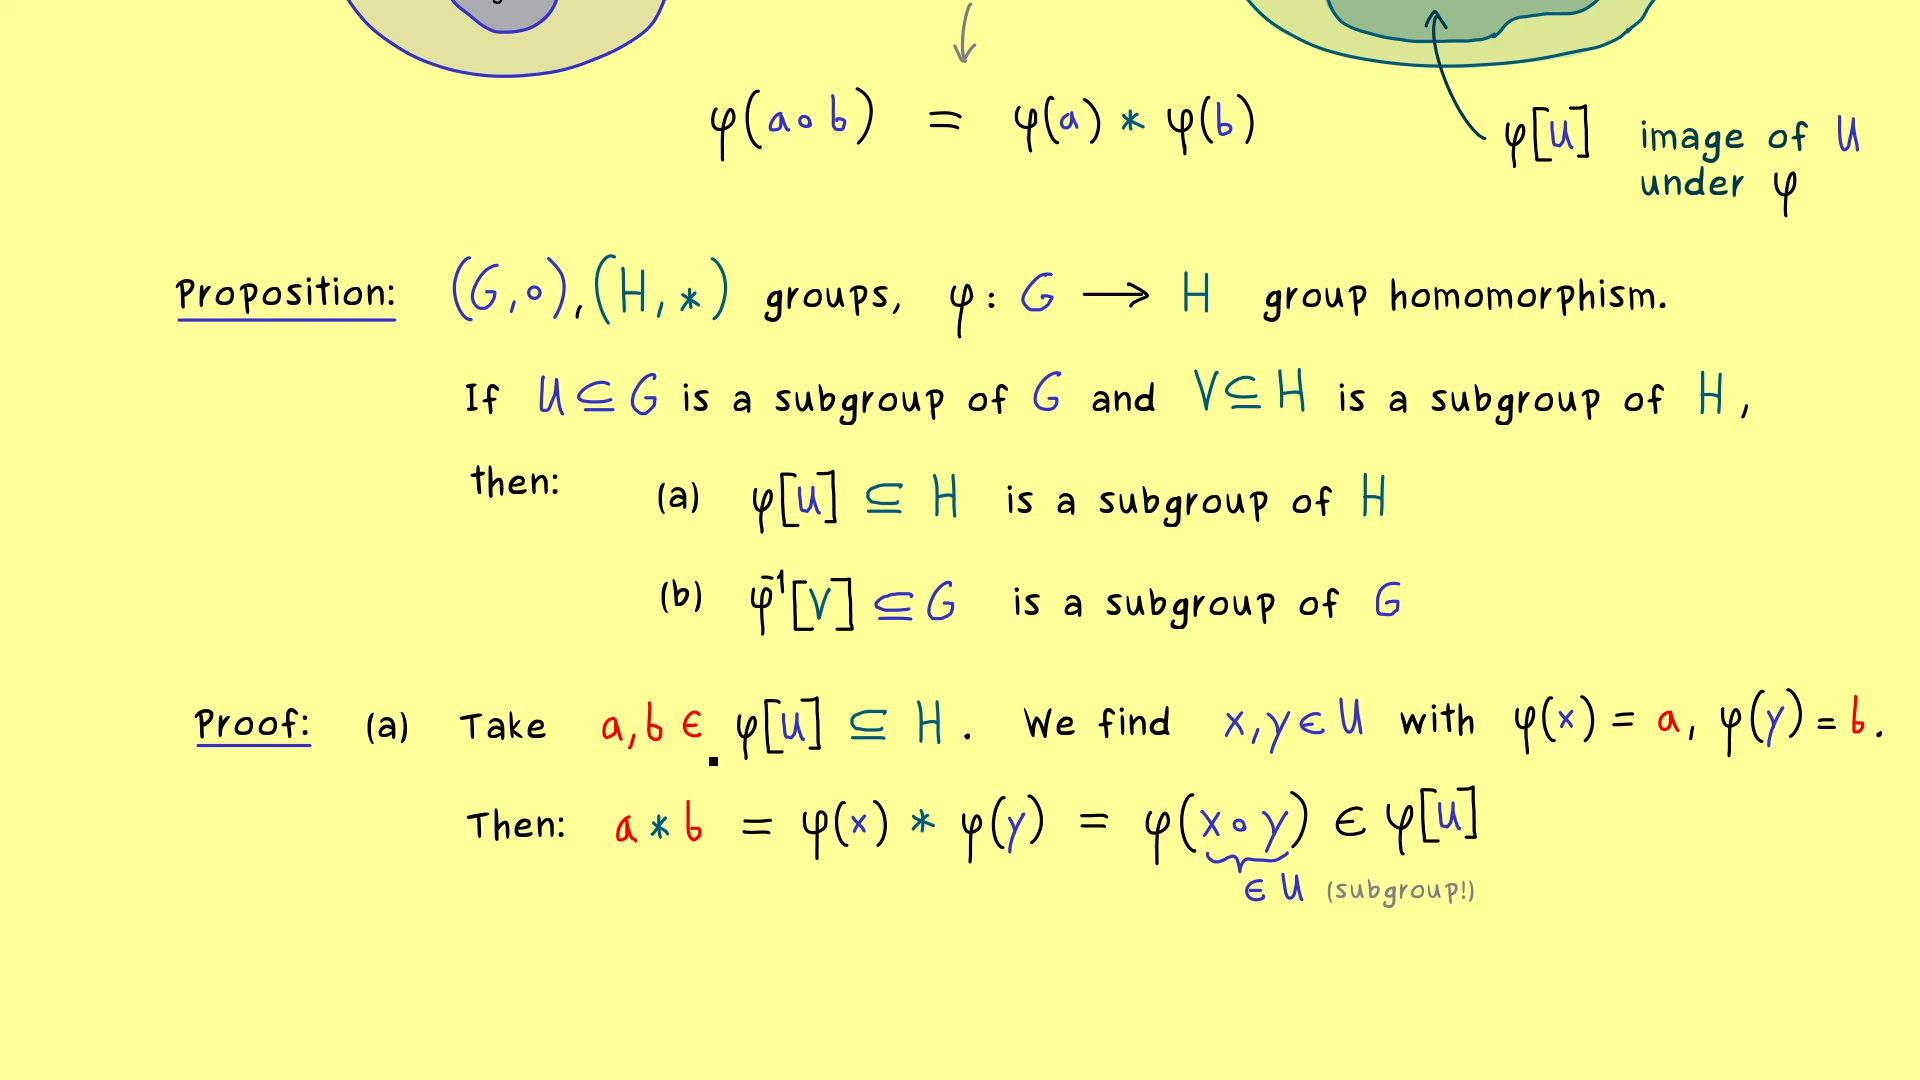 φ(a∘b) = φ(a) * φ(b)
φ[U] image of U
under φ
Proposition: (G,∘), (H,*) groups, φ: G ⟶ H group homomorphism.
If U ⊆ G is a subgroup of G and V ⊆ H is a subgroup of H,
then: (a) φ[U] ⊆ H is a subgroup of H
(b) φ⁻¹[V] ⊆ G is a subgroup of G
Proof: (a) Take a,b ∈ φ[U] ⊆ H. We find x,y ∈ U with φ(x) = a, φ(y) = b.
Then: a * b = φ(x) * φ(y) = φ(x∘y) ∈ φ[U]
∈ U (subgroup!)